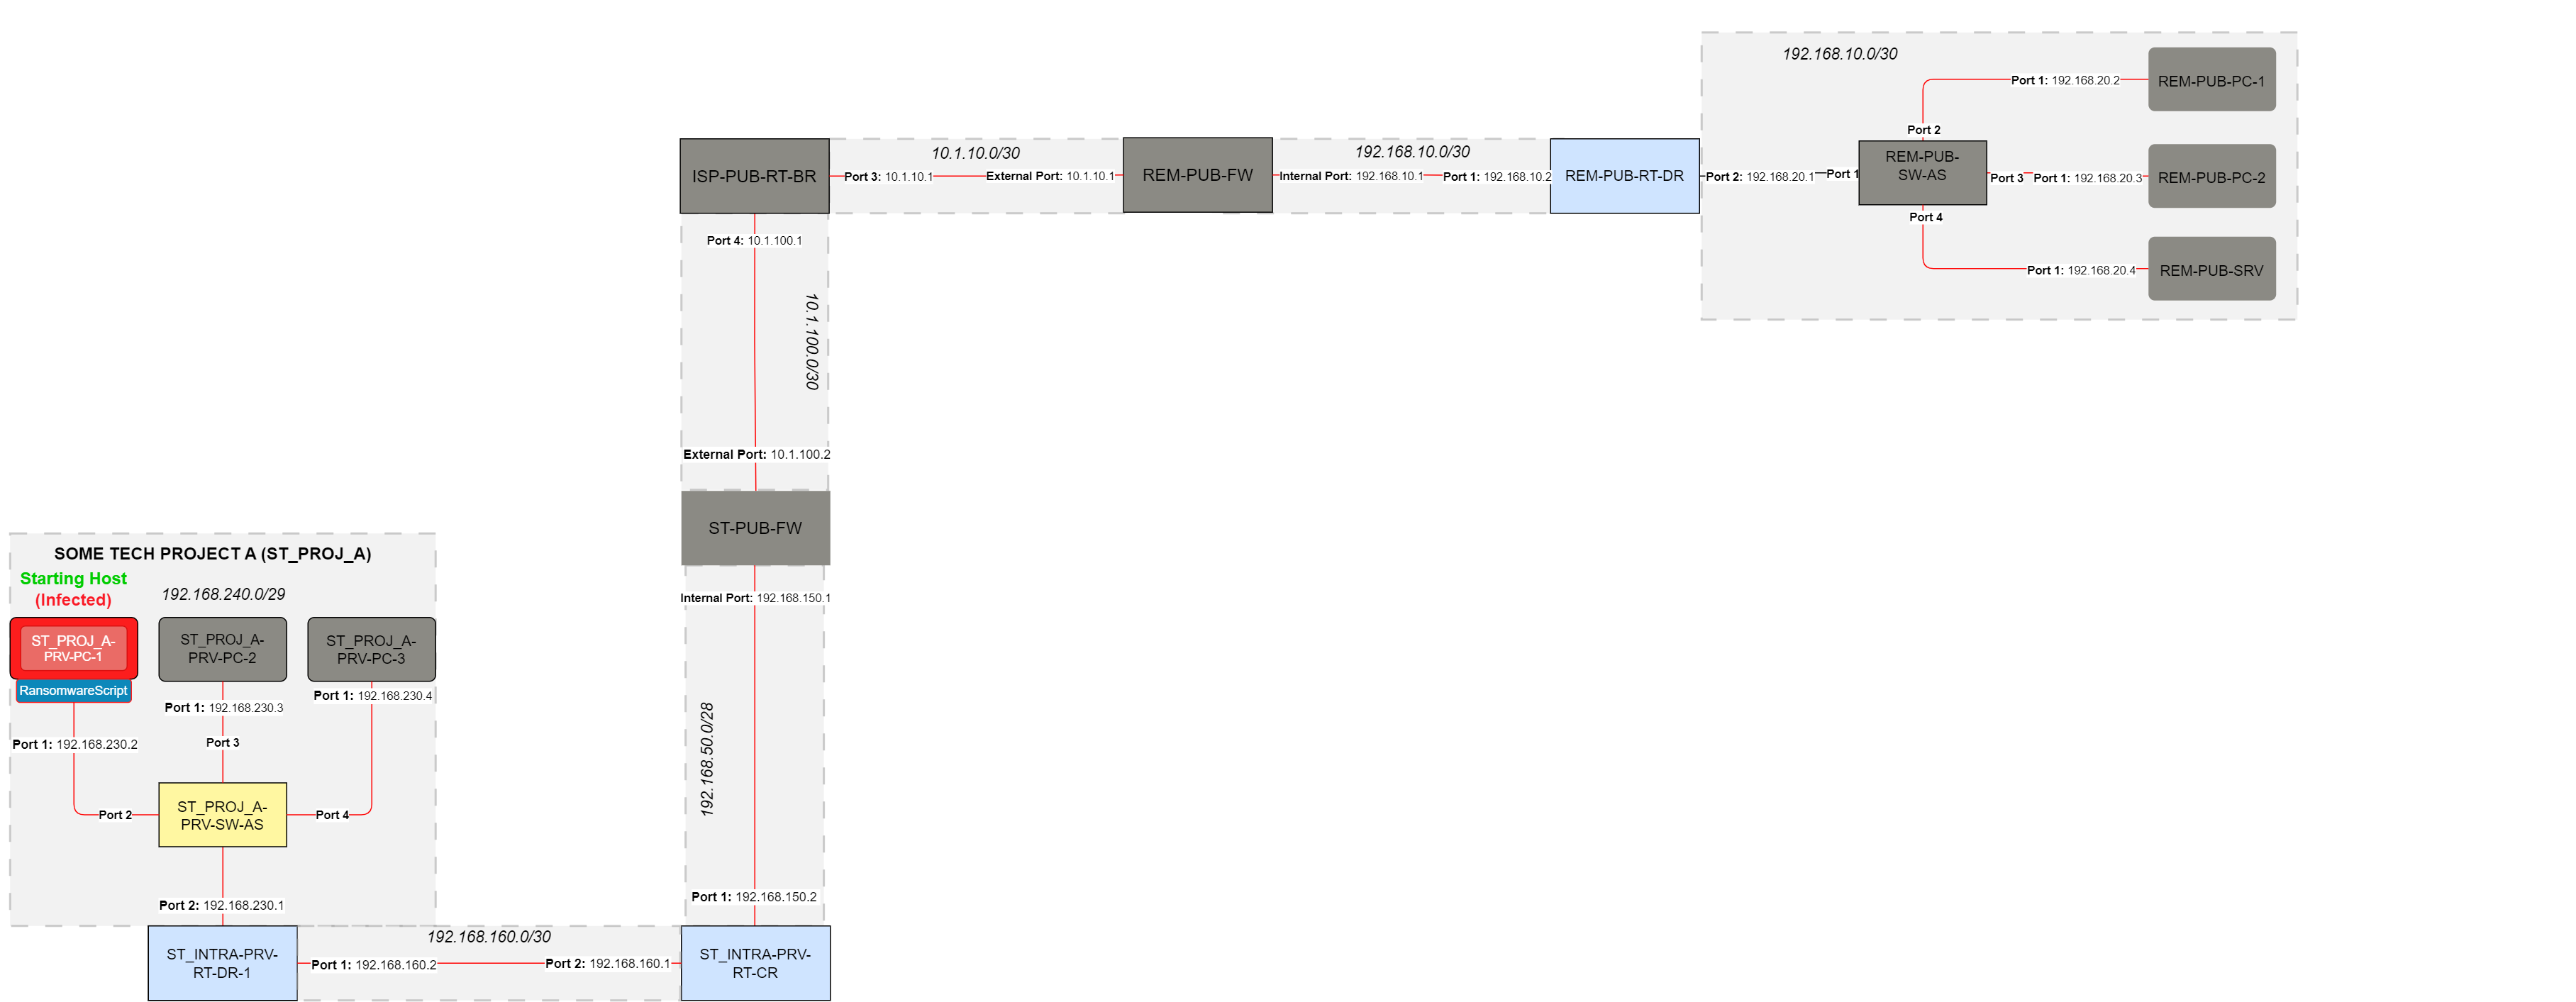 192.168.10.0/30
REM-PUB-PC-1
Port 1: 192.168.20.2
Port 2
ISP-PUB-RT-BR
10.1.10.0/30
Port 3: 10.1.10.1
External Port: 10.1.10.1
REM-PUB-FW
192.168.10.0/30
Internal Port: 192.168.10.1
Port 1: 192.168.10.2
REM-PUB-RT-DR
Port 2: 192.168.20.1
Port 1
REM-PUB-
SW-AS
Port 3
Port 1: 192.168.20.3
REM-PUB-PC-2
Port 4
Port 1: 192.168.20.4
REM-PUB-SRV
Port 4: 10.1.100.1
10.1.100.0/30
External Port: 10.1.100.2
ST-PUB-FW
Internal Port: 192.168.150.1
192.168.50.0/28
Port 1: 192.168.150.2
SOME TECH PROJECT A (ST_PROJ_A)
Starting Host
(Infected)
192.168.240.0/29
ST_PROJ_A-
PRV-PC-1
RansomwareScript
ST_PROJ_A-
PRV-PC-2
ST_PROJ_A-
PRV-PC-3
Port 1: 192.168.230.4
Port 1: 192.168.230.3
Port 1: 192.168.230.2
Port 3
Port 2
ST_PROJ_A-
PRV-SW-AS
Port 4
Port 2: 192.168.230.1
ST_INTRA-PRV-
RT-DR-1
192.168.160.0/30
Port 1: 192.168.160.2
Port 2: 192.168.160.1
ST_INTRA-PRV-
RT-CR